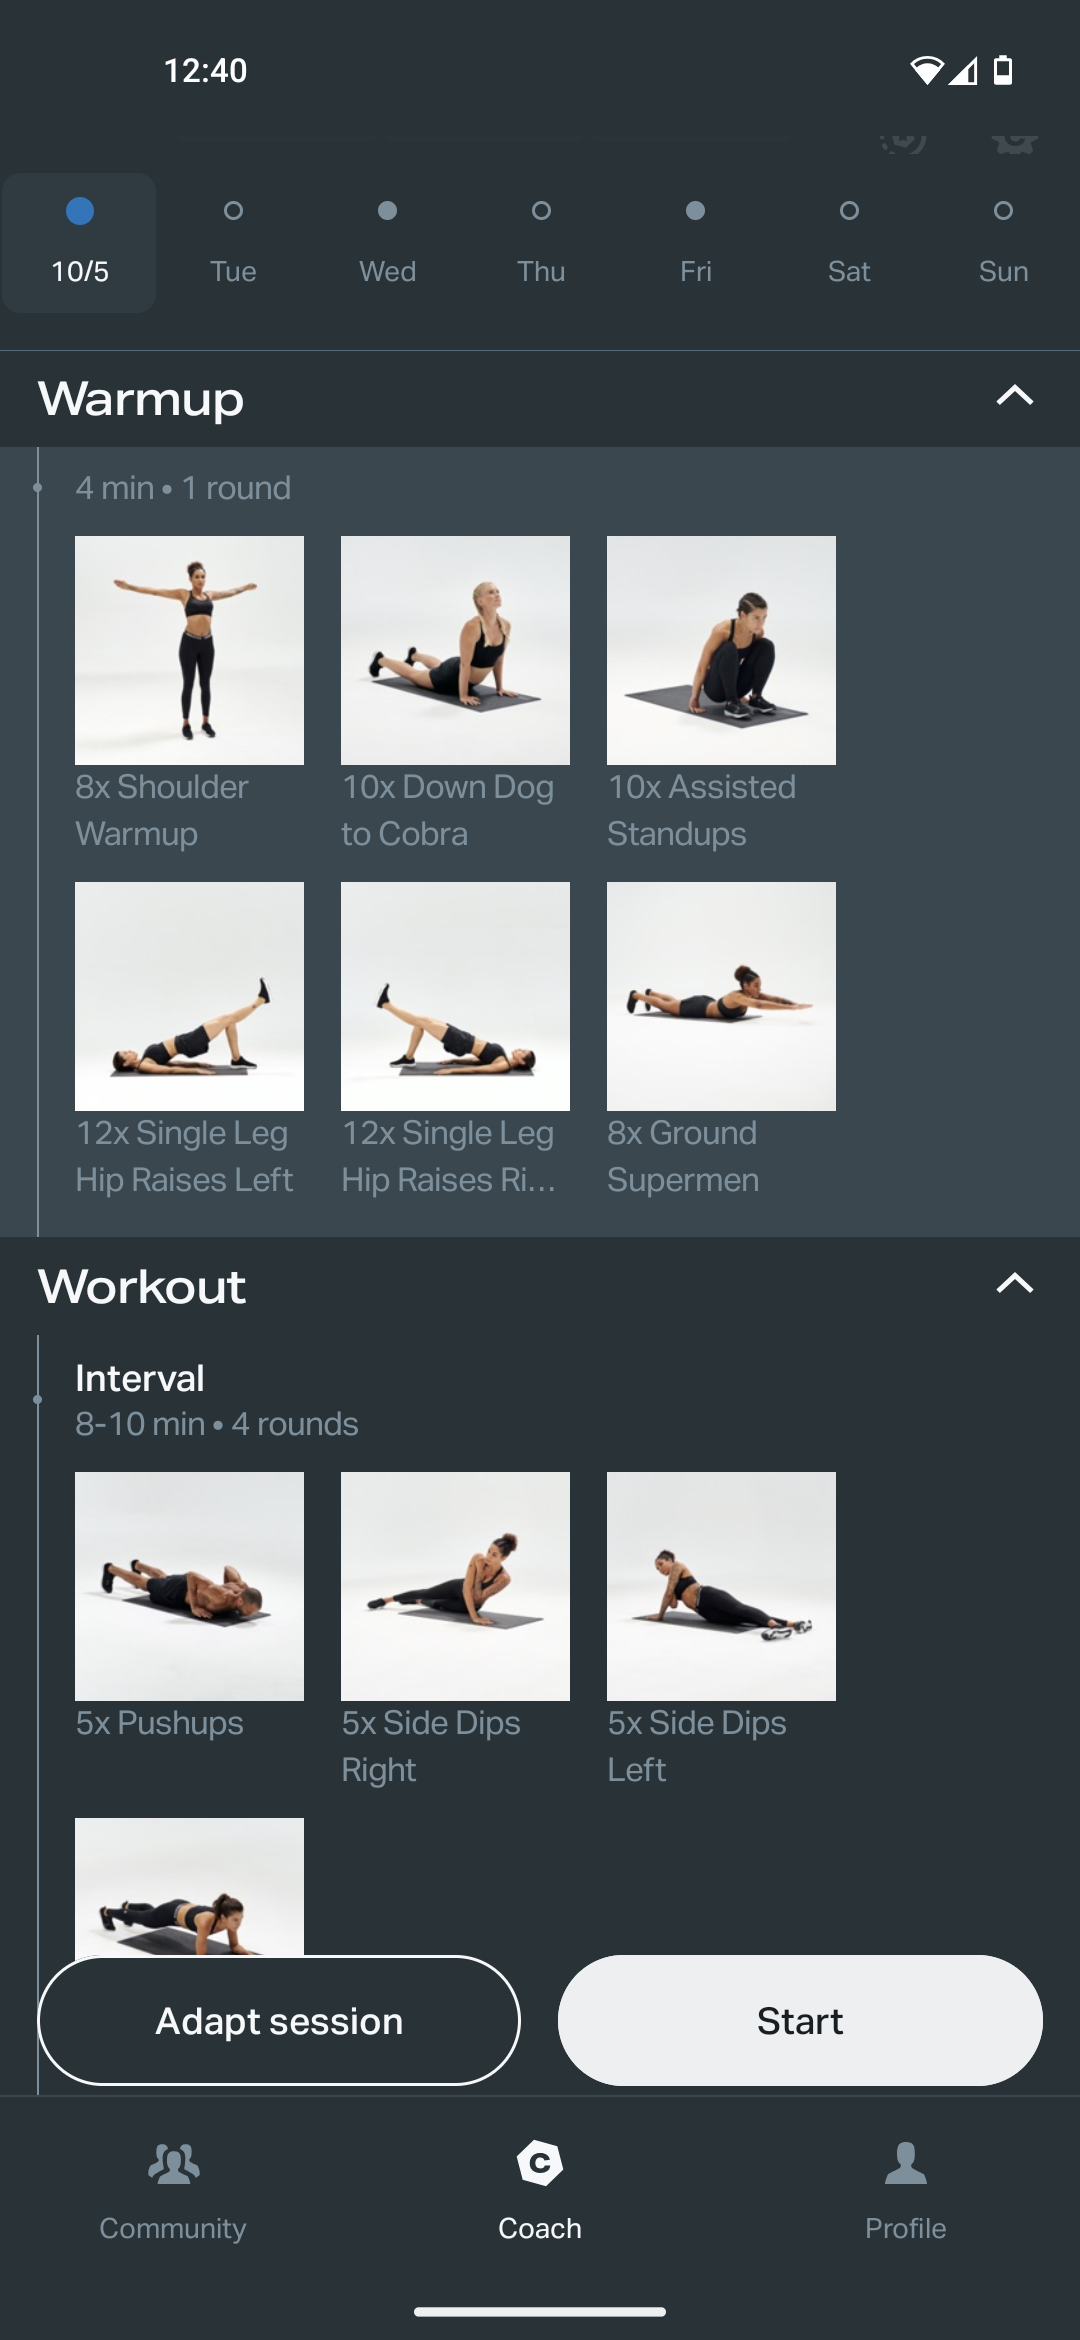 12:40
10/5 Tue Wed Thu Fri Sat Sun
Warmup
4 min • 1 round
8x Shoulder
Warmup
10x Down Dog
to Cobra
10x Assisted
Standups
12x Single Leg
Hip Raises Left
12x Single Leg
Hip Raises Ri...
8x Ground
Supermen
Workout
Interval
8-10 min • 4 rounds
5x Pushups
5x Side Dips
Right
5x Side Dips
Left
Adapt session
Start
Community
C
Coach
Profile